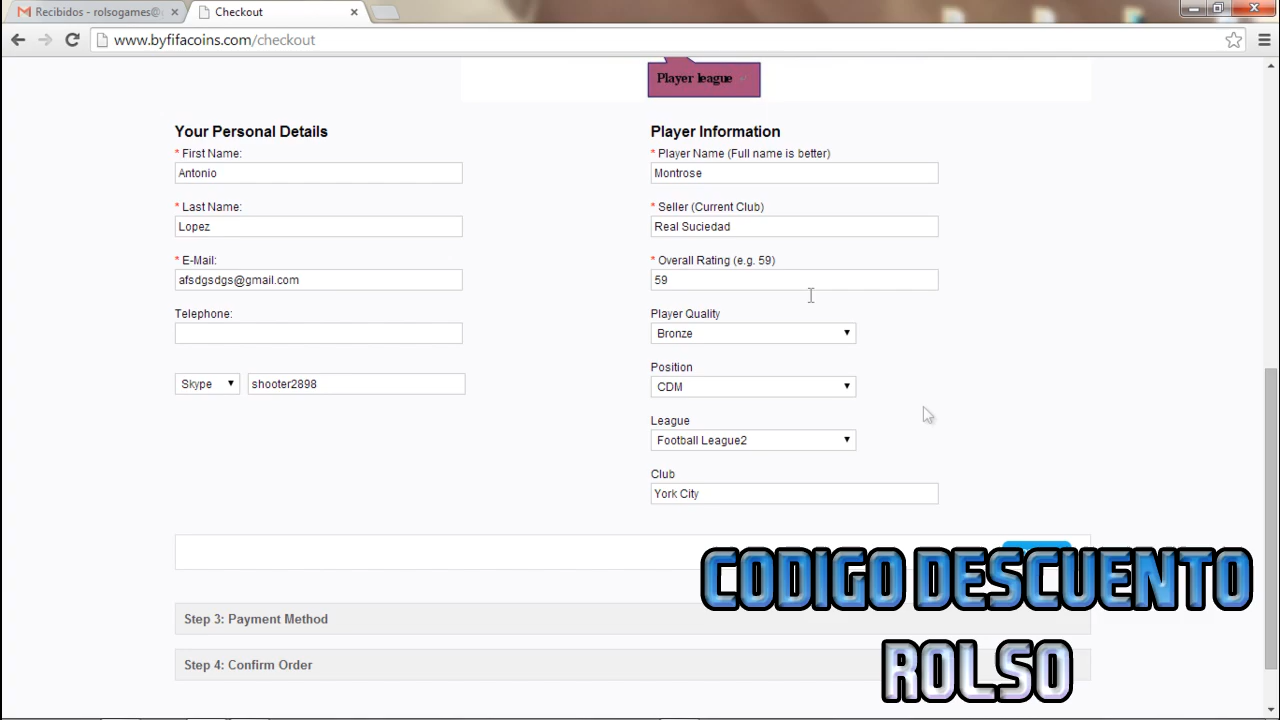 Recibidos - rolsogames@
Checkout
www.byfifacoins.com/checkout
Player league
Your Personal Details
* First Name:
Antonio
* Last Name:
Lopez
* E-Mail:
afsdgsdgs@gmail.com
Telephone:
Skype
shooter2898
Player Information
* Player Name (Full name is better)
Montrose
* Seller (Current Club)
Real Suciedad
* Overall Rating (e.g. 59)
59
Player Quality
Bronze
Position
CDM
League
Football League2
Club
York City
Step 3: Payment Method
Step 4: Confirm Order
CODIGO DESCUENTO
ROLSO